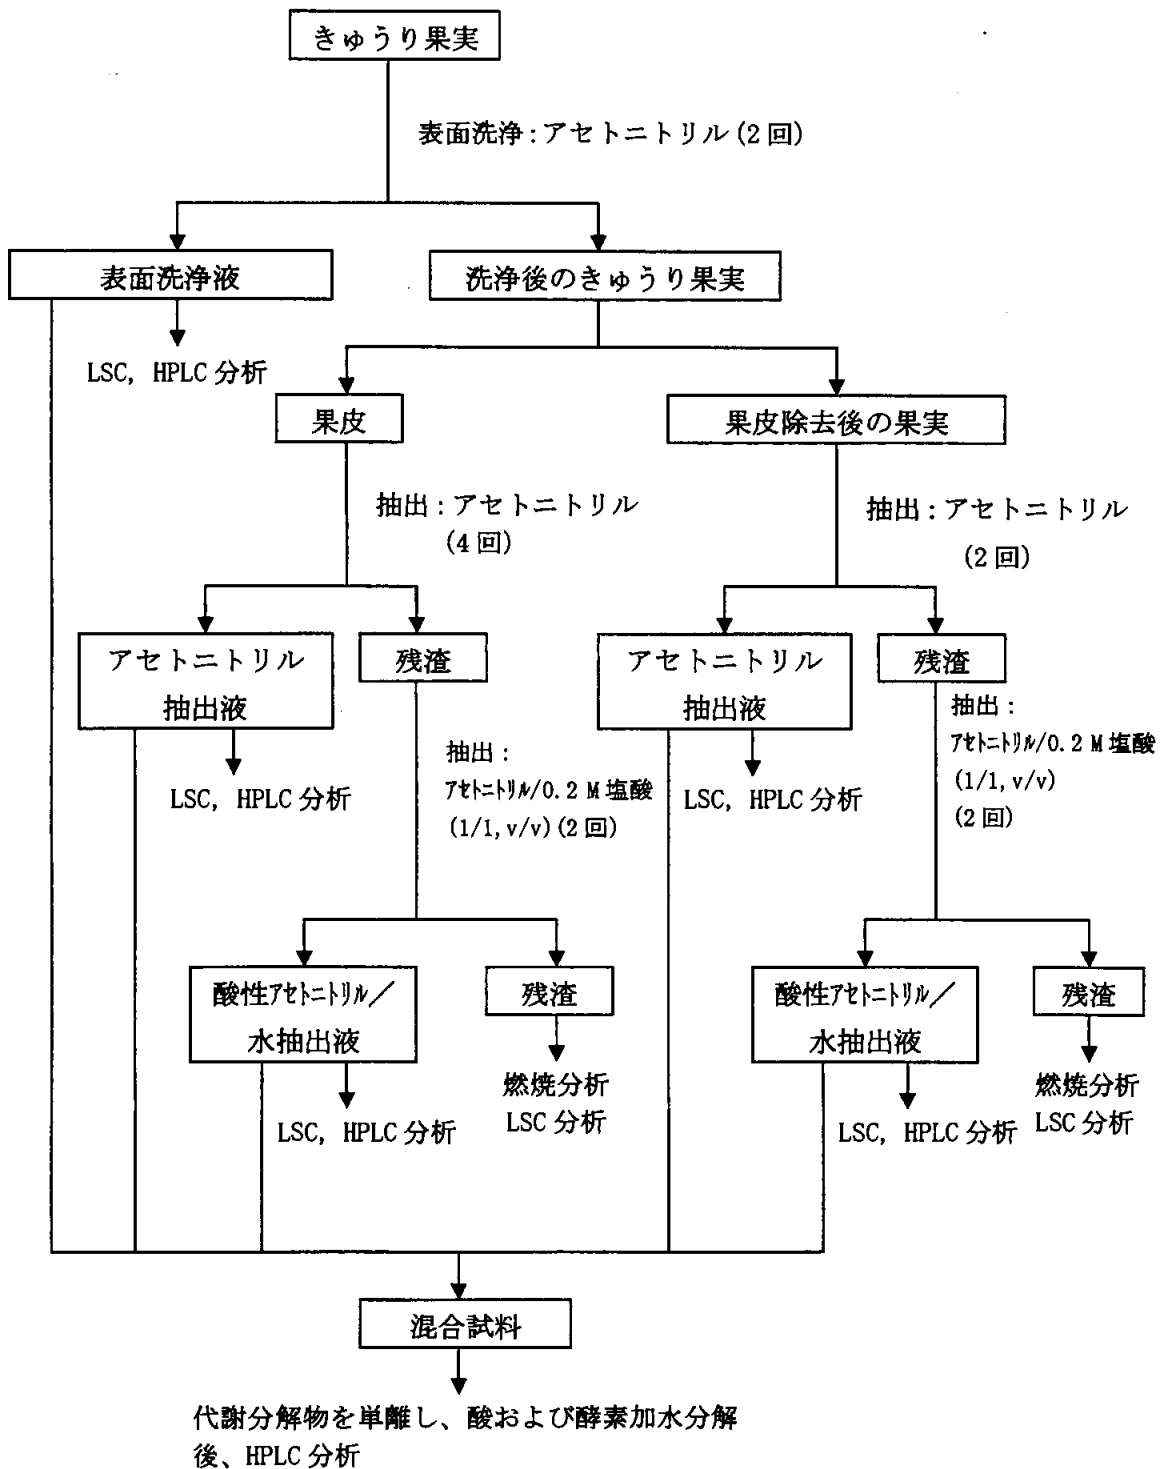 きゅうり果実
表面洗浄:アセトニトリル(2回)
表面洗浄液
洗浄後のきゅうり果実
LSC, HPLC分析
果皮
果皮除去後の果実
抽出:アセトニトリル
(4回)
抽出:アセトニトリル
(2回)
アセトニトリル
抽出液
残渣
アセトニトリル
抽出液
残渣
LSC, HPLC分析
抽出:
ｱｾﾄﾆﾄﾘﾙ/0.2 M塩酸
(1/1,v/v)(2回)
LSC, HPLC分析
抽出:
ｱｾﾄﾆﾄﾘﾙ/0.2 M塩酸
(1/1,v/v)
(2回)
酸性ｱｾﾄﾆﾄﾘﾙ／
水抽出液
残渣
酸性ｱｾﾄﾆﾄﾘﾙ／
水抽出液
残渣
LSC, HPLC分析
燃焼分析
LSC分析
LSC, HPLC分析
燃焼分析
LSC分析
混合試料
代謝分解物を単離し、酸および酵素加水分解
後、HPLC分析